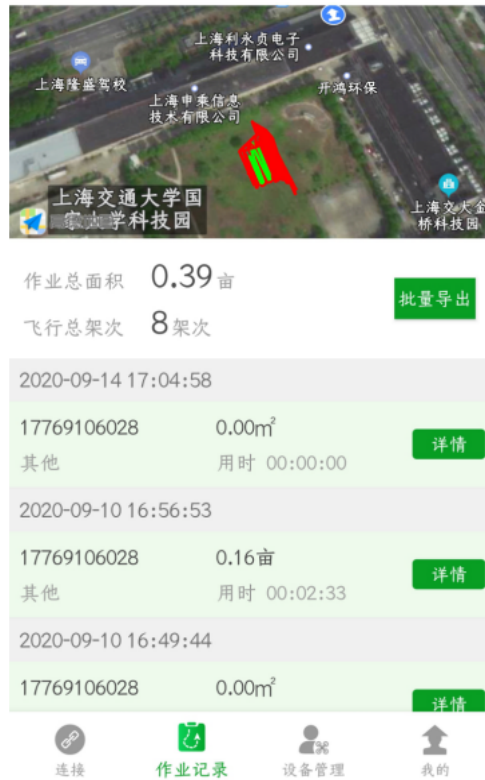 上海利永贞电子
科技有限公司
上海隆盛驾校
开鸿环保
上海申乘信息
技术有限公司
上海交通大学国
家大学科技园
上海交大金
桥科技园
作业总面积 0.39亩
批量导出
飞行总架次 8架次
2020-09-14 17:04:58
17769106028 0.00㎡
详情
其他 用时 00:00:00
2020-09-10 16:56:53
17769106028 0.16亩
详情
其他 用时 00:02:33
2020-09-10 16:49:44
17769106028 0.00㎡
详情
连接 作业记录 设备管理 我的